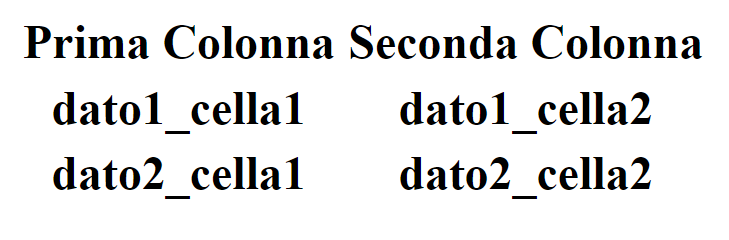 Prima Colonna Seconda Colonna
dato1_cella1 dato1_cella2
dato2_cella1 dato2_cella2